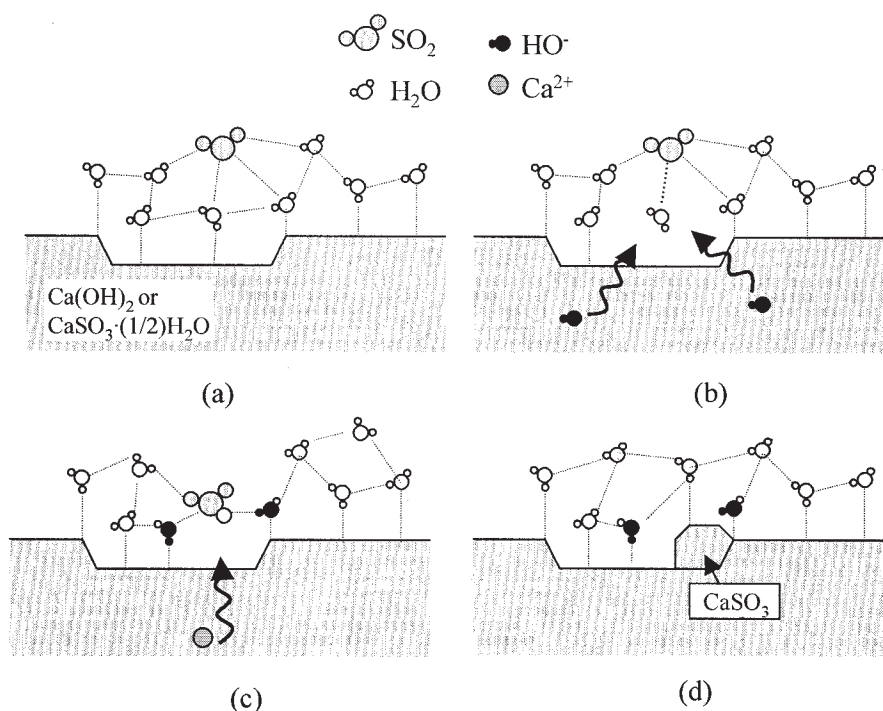 SO₂ HO⁻
H₂O Ca²⁺
Ca(OH)₂ or
CaSO₃·(1/2)H₂O
(a) (b)
CaSO₃
(c) (d)